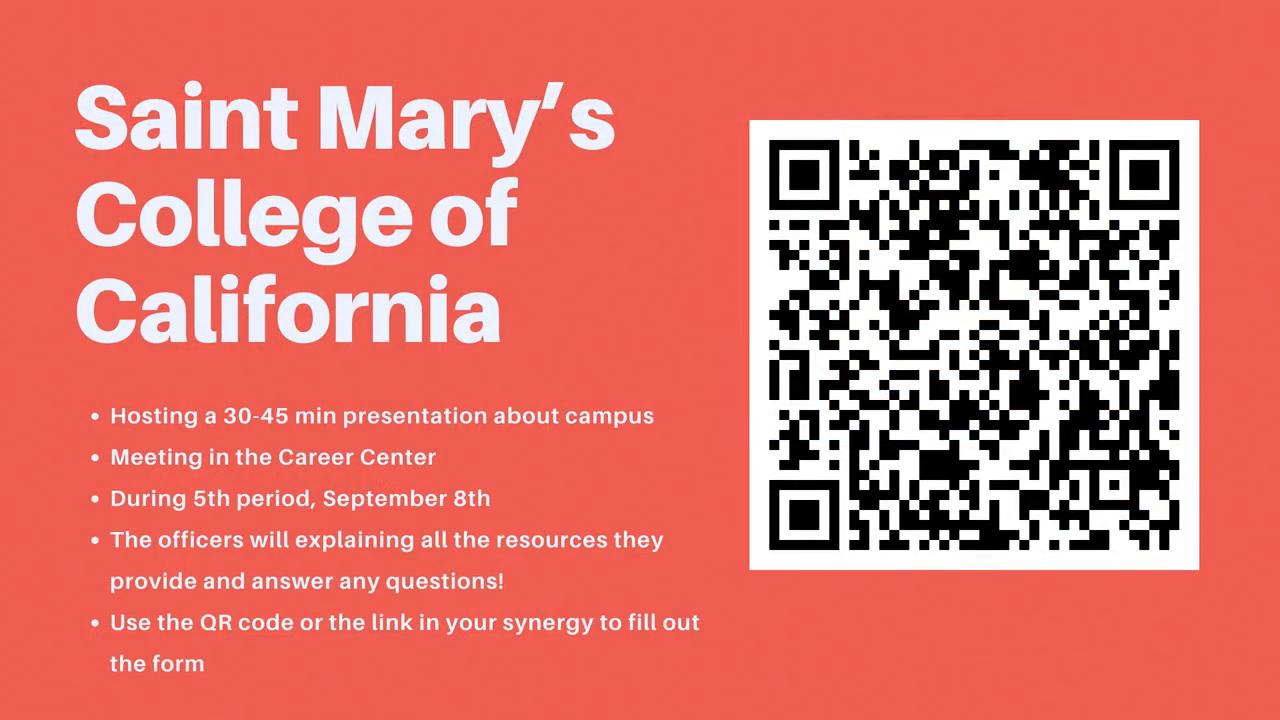 Saint Mary’s
College of
California
• Hosting a 30-45 min presentation about campus
• Meeting in the Career Center
• During 5th period, September 8th
• The officers will explaining all the resources they
provide and answer any questions!
• Use the QR code or the link in your synergy to fill out
the form